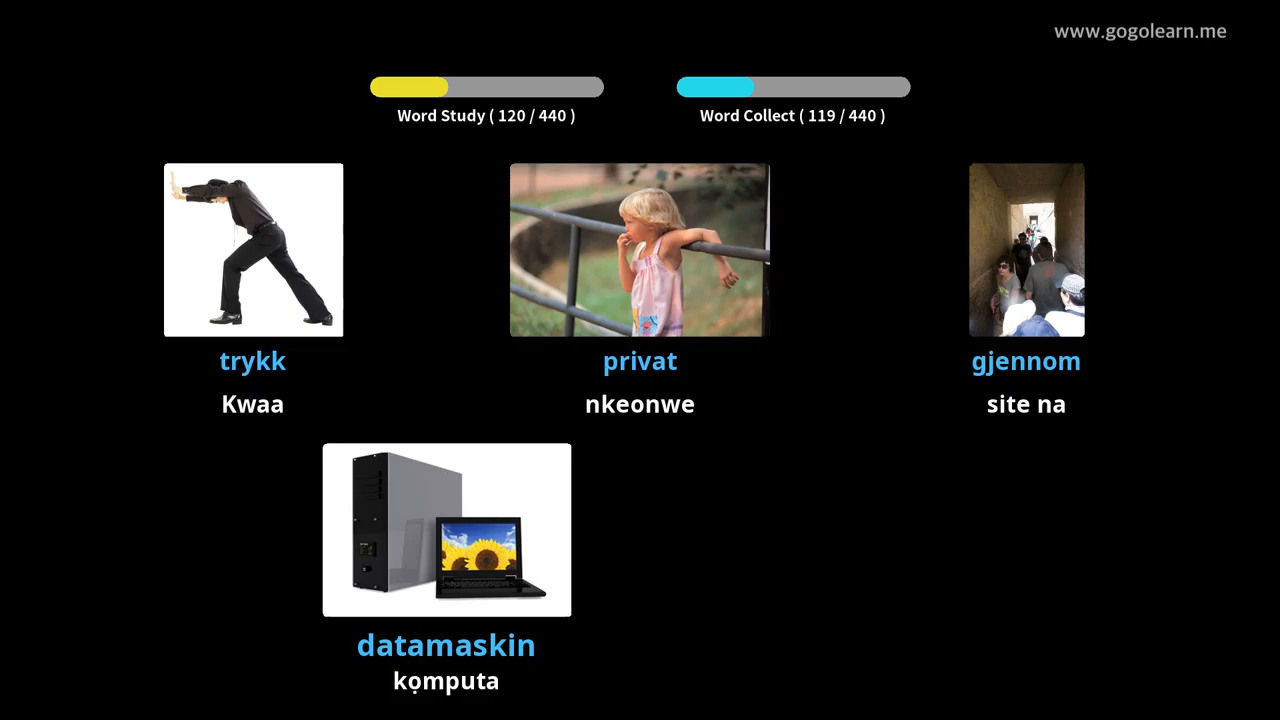 www.gogolearn.me
Word Study ( 120 / 440 )
Word Collect ( 119 / 440 )
trykk
Kwaa
privat
nkeonwe
gjennom
site na
datamaskin
kọmputa